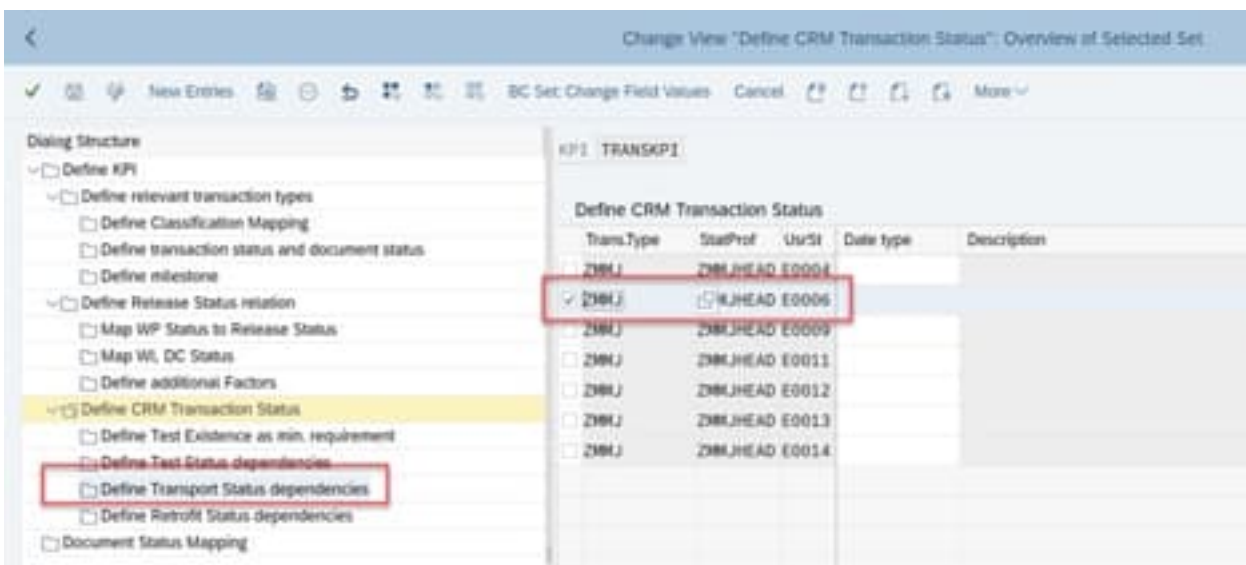 Change View "Define CRM Transaction Status": Overview of Selected Set
New Entries BC Set: Change Field Values Cancel More
Dialog Structure
Define KPI
Define relevant transaction types
Define Classification Mapping
Define transaction status and document status
Define milestone
Define Release Status relation
Map WP Status to Release Status
Map WI, DC Status
Define additional Factors
Define CRM Transaction Status
Define Test Existence as min. requirement
Define Test Status dependencies
Define Transport Status dependencies
Define Retrofit Status dependencies
Document Status Mapping
KPI TRANSKPI
Define CRM Transaction Status
Trans.Type StatProf UsrSt Date type Description
ZMMJ ZMMJHEAD E0004
ZMMJ MJHEAD E0006
ZMMJ ZMMJHEAD E0009
ZMMJ ZMMJHEAD E0011
ZMMJ ZMMJHEAD E0012
ZMMJ ZMMJHEAD E0013
ZMMJ ZMMJHEAD E0014